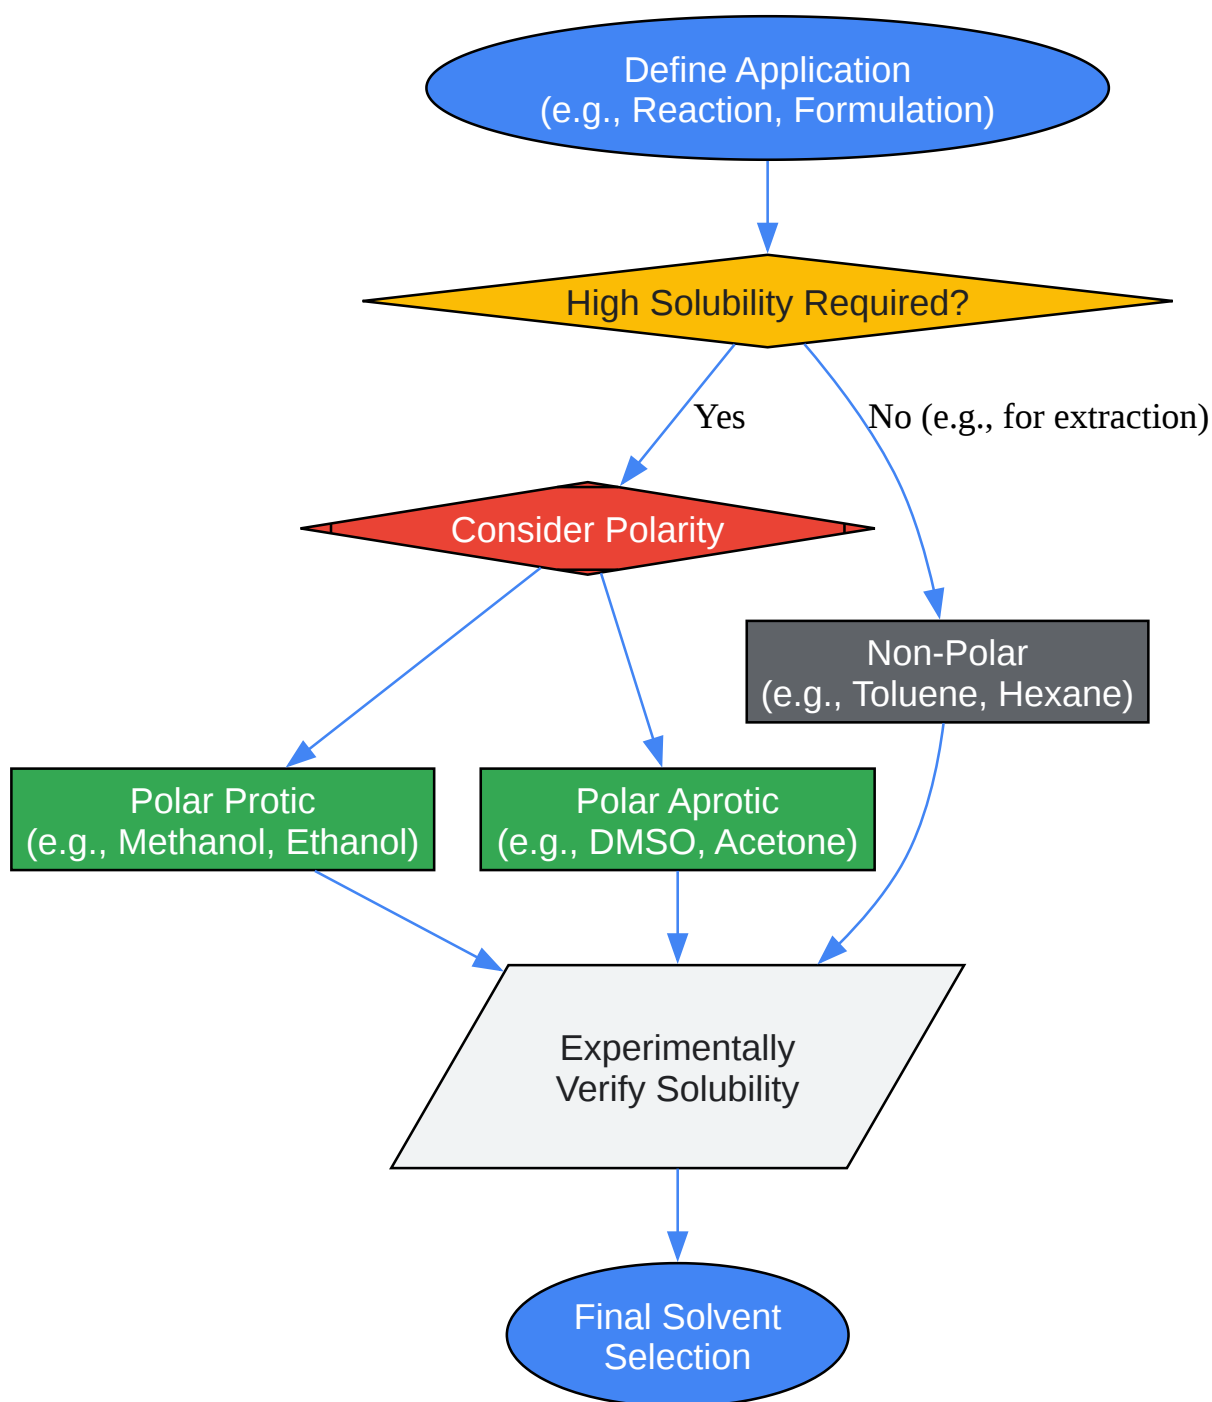 Define Application
(e.g., Reaction, Formulation)
High Solubility Required?
Yes
No (e.g., for extraction)
Consider Polarity
Non-Polar
(e.g., Toluene, Hexane)
Polar Protic
(e.g., Methanol, Ethanol)
Polar Aprotic
(e.g., DMSO, Acetone)
Experimentally
Verify Solubility
Final Solvent
Selection